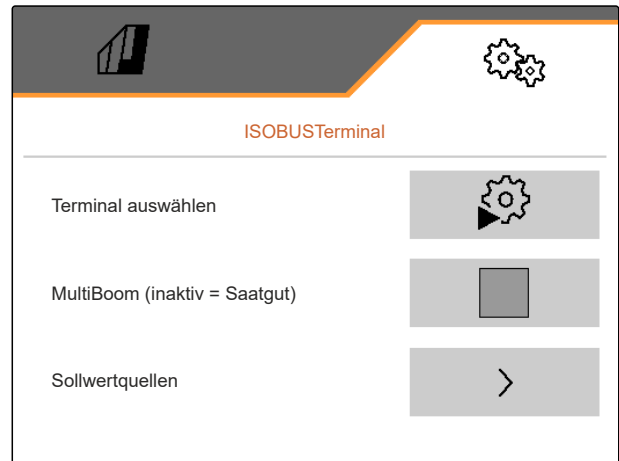 ISOBUSTerminal
Terminal auswählen
MultiBoom (inaktiv = Saatgut)
Sollwertquellen